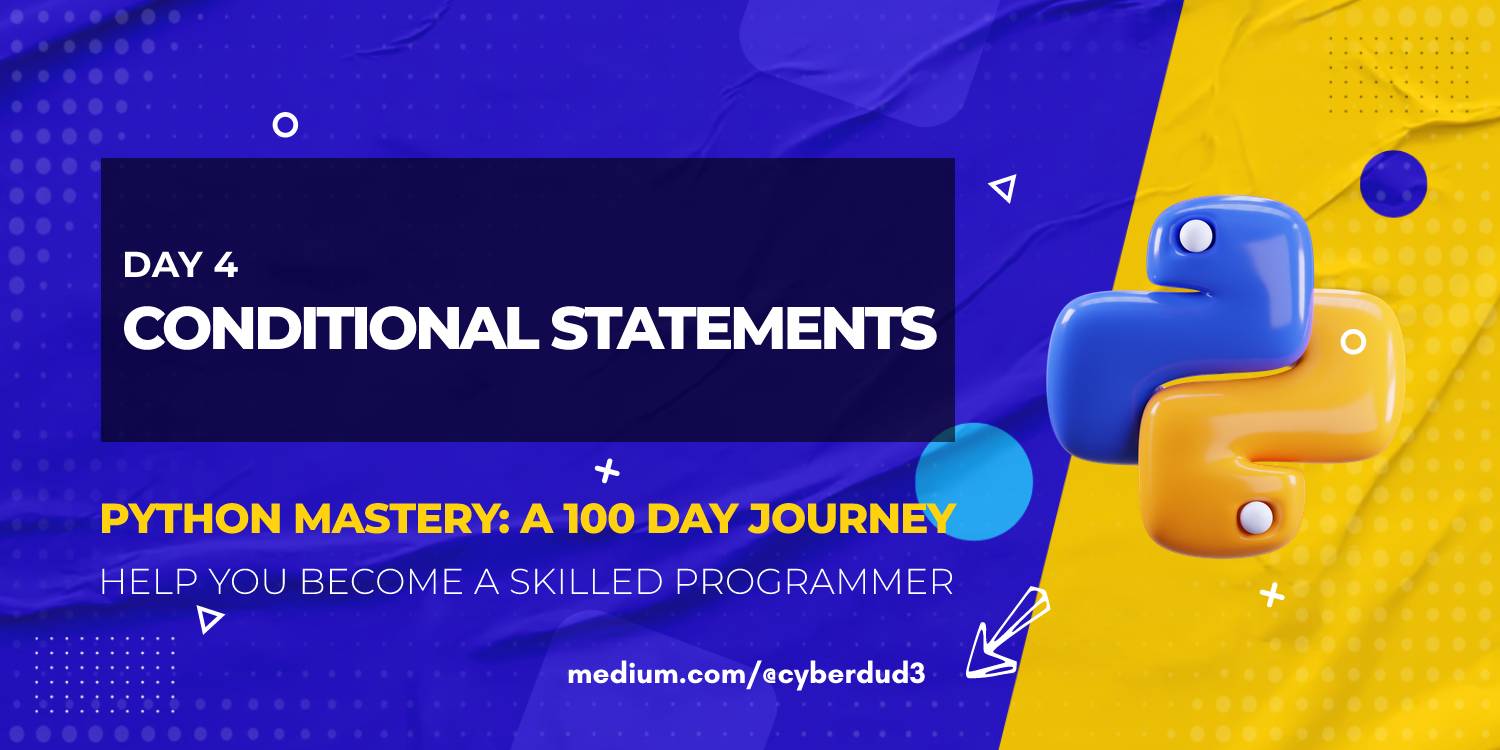 DAY 4
CONDITIONAL STATEMENTS
PYTHON MASTERY: A 100 DAY JOURNEY
HELP YOU BECOME A SKILLED PROGRAMMER
medium.com/@cyberdud3